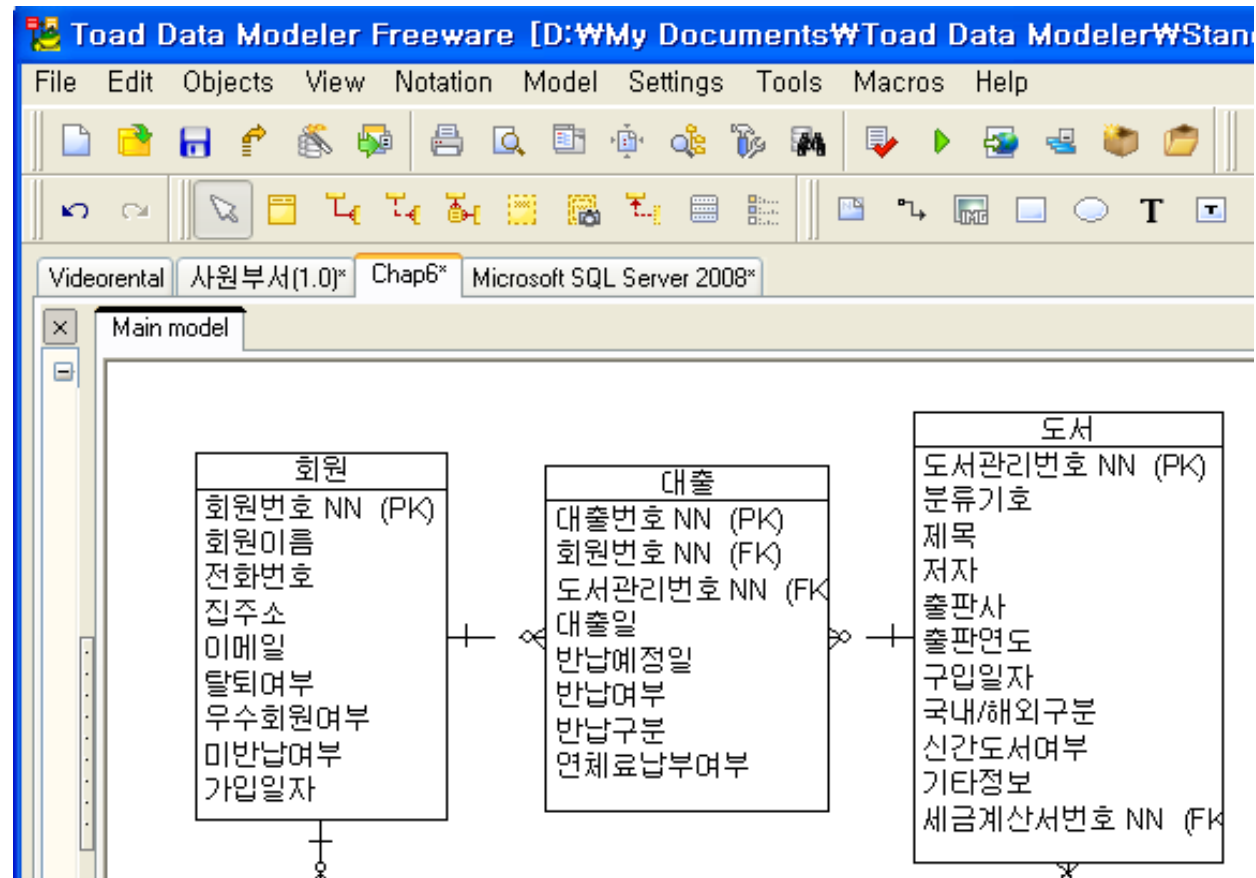 Toad Data Modeler Freeware [D:₩My Documents₩Toad Data Modeler₩Stan
File Edit Objects View Notation Model Settings Tools Macros Help
IMG T T
Videorental 사원부서(1.0)* Chap6* Microsoft SQL Server 2008*
Main model
회원
회원번호 NN (PK)
회원이름
전화번호
집주소
이메일
탈퇴여부
우수회원여부
미반납여부
가입일자
대출
대출번호 NN (PK)
회원번호 NN (FK)
도서관리번호 NN (FK
대출일
반납예정일
반납여부
반납구분
연체료납부여부
도서
도서관리번호 NN (PK)
분류기호
제목
저자
출판사
출판연도
구입일자
국내/해외구분
신간도서여부
기타정보
세금계산서번호 NN (FK